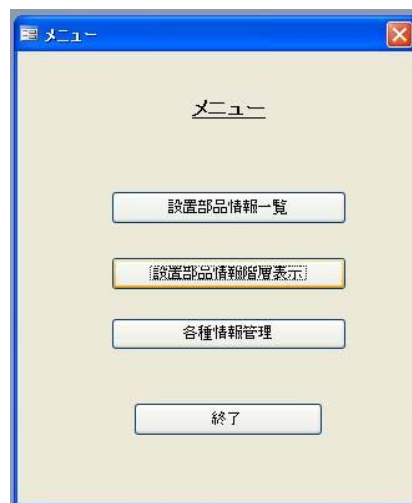 メニュー
メニュー
設置部品情報一覧
設置部品情報階層表示
各種情報管理
終了